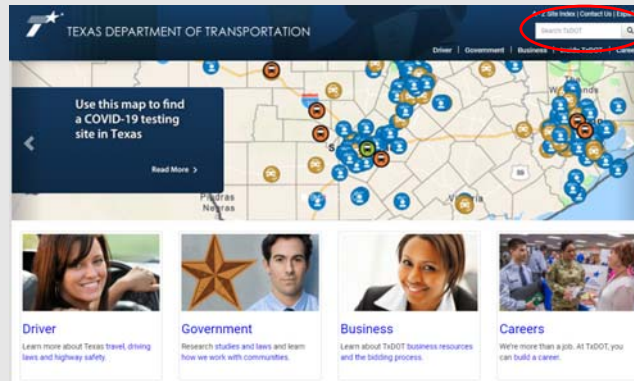 A-Z Site Index | Contact Us |
TEXAS DEPARTMENT OF TRANSPORTATION
Search TxDOT
Driver | Government | Business | Inside TxDOT |
Use this map to find
a COVID-19 testing
site in Texas
Read More >
Piedras
Negras
Victoria
Driver
Learn more about Texas travel, driving
laws and highway safety.
Government
Research studies and laws and learn
how we work with communities.
Business
Learn about TxDOT business resources
and the bidding process.
Careers
We're more than a job. At TxDOT, you
can build a career.